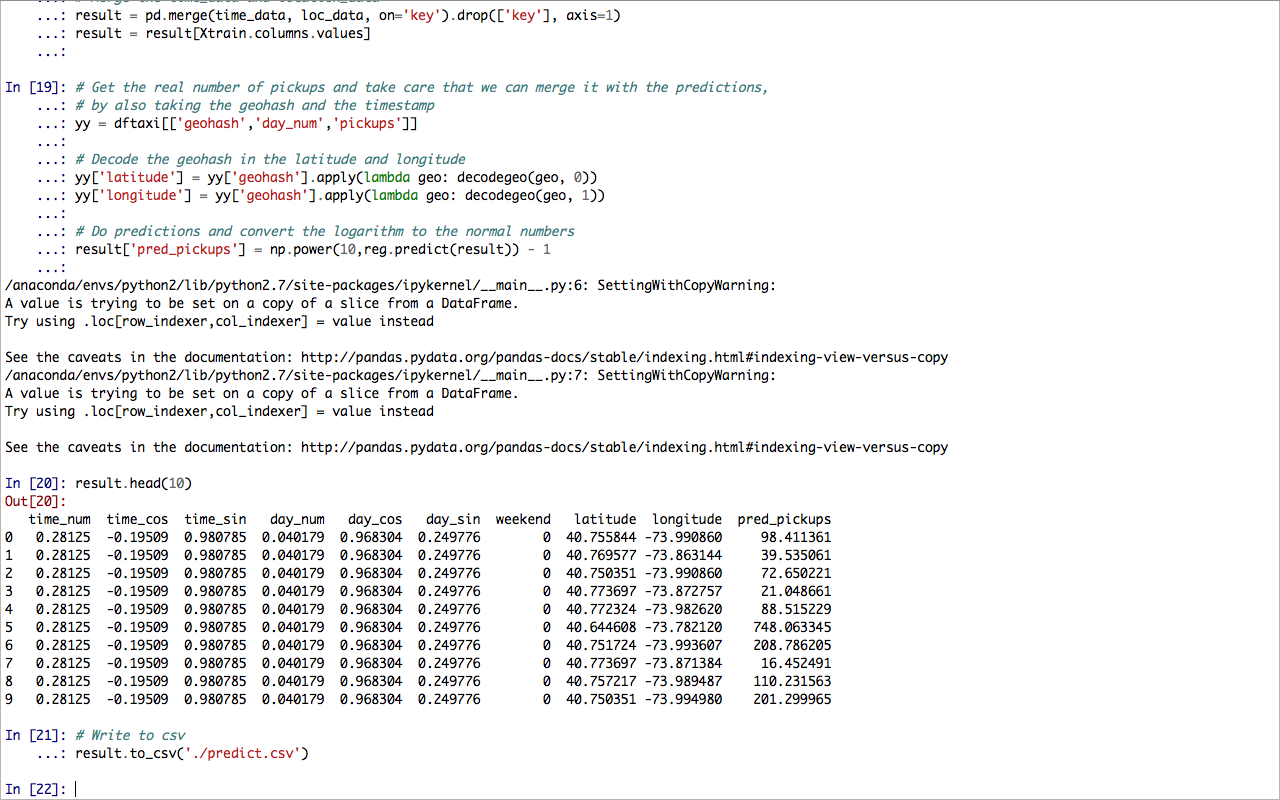 ...: # Merge the time_data and location_data
...: result = pd.merge(time_data, loc_data, on='key').drop(['key'], axis=1)
...: result = result[Xtrain.columns.values]
...:
In [19]: # Get the real number of pickups and take care that we can merge it with the predictions,
...: # by also taking the geohash and the timestamp
...: yy = dftaxi[['geohash','day_num','pickups']]
...:
...: # Decode the geohash in the latitude and longitude
...: yy['latitude'] = yy['geohash'].apply(lambda geo: decodegeo(geo, 0))
...: yy['longitude'] = yy['geohash'].apply(lambda geo: decodegeo(geo, 1))
...:
...: # Do predictions and convert the logarithm to the normal numbers
...: result['pred_pickups'] = np.power(10,reg.predict(result)) - 1
...:
/anaconda/envs/python2/lib/python2.7/site-packages/ipykernel/__main__.py:6: SettingWithCopyWarning:
A value is trying to be set on a copy of a slice from a DataFrame.
Try using .loc[row_indexer,col_indexer] = value instead
See the caveats in the documentation: http://pandas.pydata.org/pandas-docs/stable/indexing.html#indexing-view-versus-copy
/anaconda/envs/python2/lib/python2.7/site-packages/ipykernel/__main__.py:7: SettingWithCopyWarning:
A value is trying to be set on a copy of a slice from a DataFrame.
Try using .loc[row_indexer,col_indexer] = value instead
See the caveats in the documentation: http://pandas.pydata.org/pandas-docs/stable/indexing.html#indexing-view-versus-copy
In [20]: result.head(10)
Out[20]:
time_num time_cos time_sin day_num day_cos day_sin weekend latitude longitude pred_pickups
0 0.28125 -0.19509 0.980785 0.040179 0.968304 0.249776 0 40.755844 -73.990860 98.411361
1 0.28125 -0.19509 0.980785 0.040179 0.968304 0.249776 0 40.769577 -73.863144 39.535061
2 0.28125 -0.19509 0.980785 0.040179 0.968304 0.249776 0 40.750351 -73.990860 72.650221
3 0.28125 -0.19509 0.980785 0.040179 0.968304 0.249776 0 40.773697 -73.872757 21.048661
4 0.28125 -0.19509 0.980785 0.040179 0.968304 0.249776 0 40.772324 -73.982620 88.515229
5 0.28125 -0.19509 0.980785 0.040179 0.968304 0.249776 0 40.644608 -73.782120 748.063345
6 0.28125 -0.19509 0.980785 0.040179 0.968304 0.249776 0 40.751724 -73.993607 208.786205
7 0.28125 -0.19509 0.980785 0.040179 0.968304 0.249776 0 40.773697 -73.871384 16.452491
8 0.28125 -0.19509 0.980785 0.040179 0.968304 0.249776 0 40.757217 -73.989487 110.231563
9 0.28125 -0.19509 0.980785 0.040179 0.968304 0.249776 0 40.750351 -73.994980 201.299965
In [21]: # Write to csv
...: result.to_csv('./predict.csv')
In [22]: